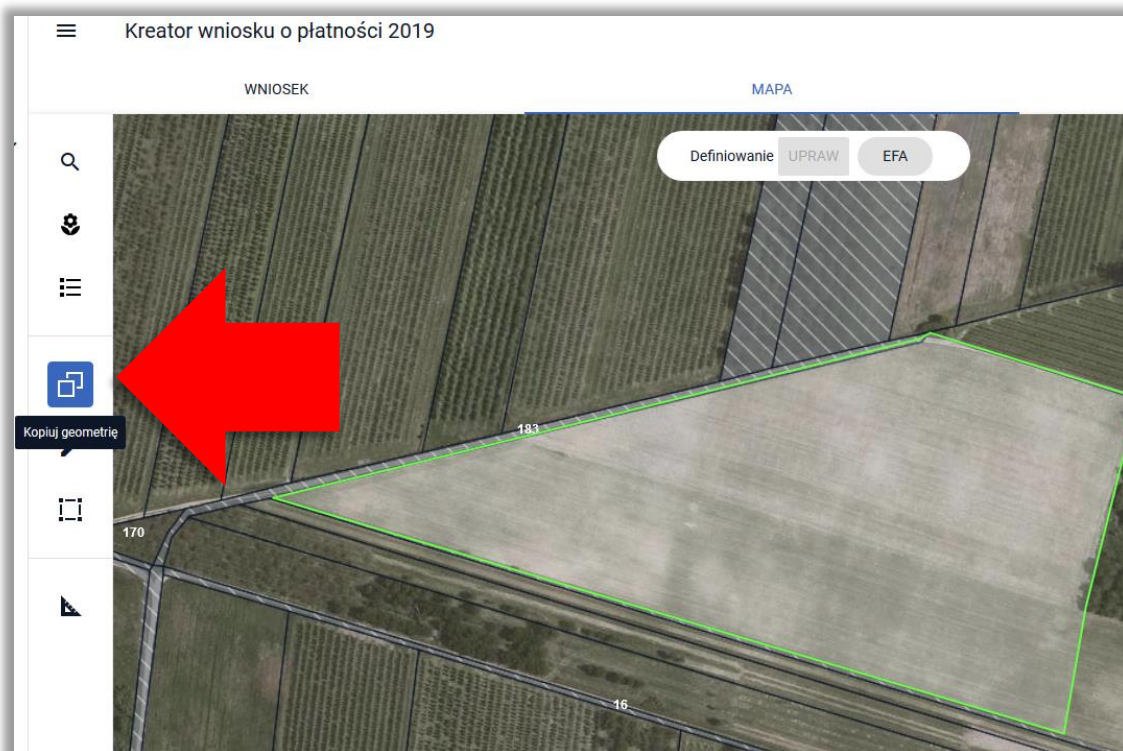 Kreator wniosku o płatności 2019
WNIOSEK
MAPA
Definiowanie UPRAW EFA
Kopiuj geometrię
183
170
16